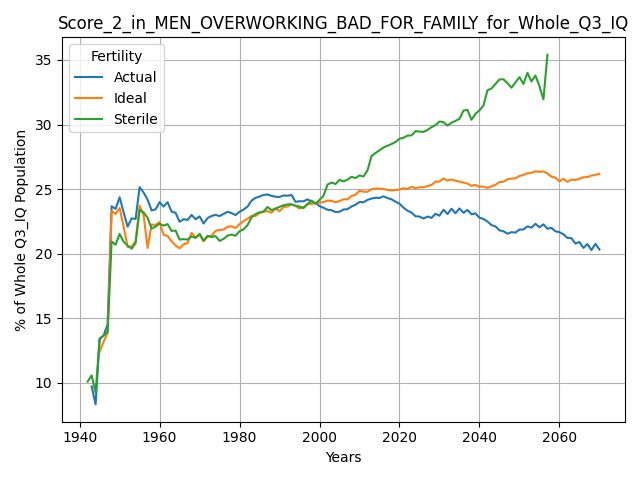 Score_2_in_MEN_OVERWORKING_BAD_FOR_FAMILY_for_Whole_Q3_IQ
Fertility
Actual
Ideal
Sterile
% of Whole Q3_IQ Population
35
30
25
20
15
10
1940
1960
1980
2000
2020
2040
2060
Years